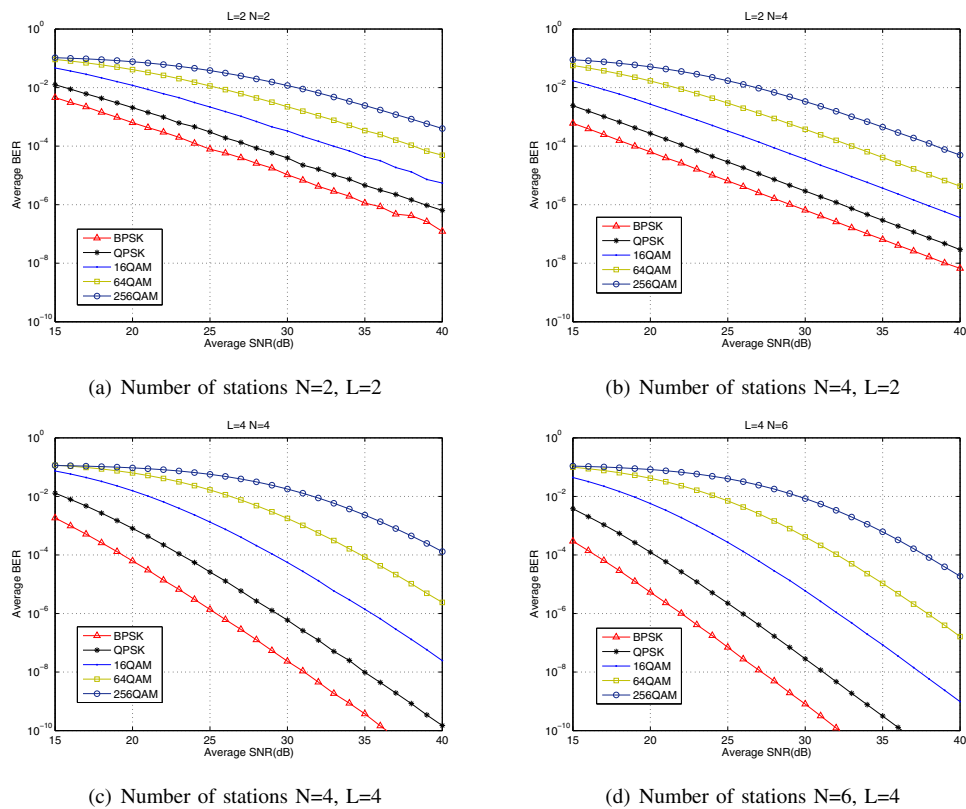 L=2 N=2
10^0
10^-2
10^-4
10^-6
10^-8
10^-10
Average BER
BPSK
QPSK
16QAM
64QAM
256QAM
15 20 25 30 35 40
Average SNR(dB)
(a) Number of stations N=2, L=2
L=2 N=4
10^0
10^-2
10^-4
10^-6
10^-8
10^-10
Average BER
BPSK
QPSK
16QAM
64QAM
256QAM
15 20 25 30 35 40
Average SNR(dB)
(b) Number of stations N=4, L=2
L=4 N=4
10^0
10^-2
10^-4
10^-6
10^-8
10^-10
Average BER
BPSK
QPSK
16QAM
64QAM
256QAM
15 20 25 30 35 40
Average SNR(dB)
(c) Number of stations N=4, L=4
L=4 N=6
10^0
10^-2
10^-4
10^-6
10^-8
10^-10
Average BER
BPSK
QPSK
16QAM
64QAM
256QAM
15 20 25 30 35 40
Average SNR(dB)
(d) Number of stations N=6, L=4